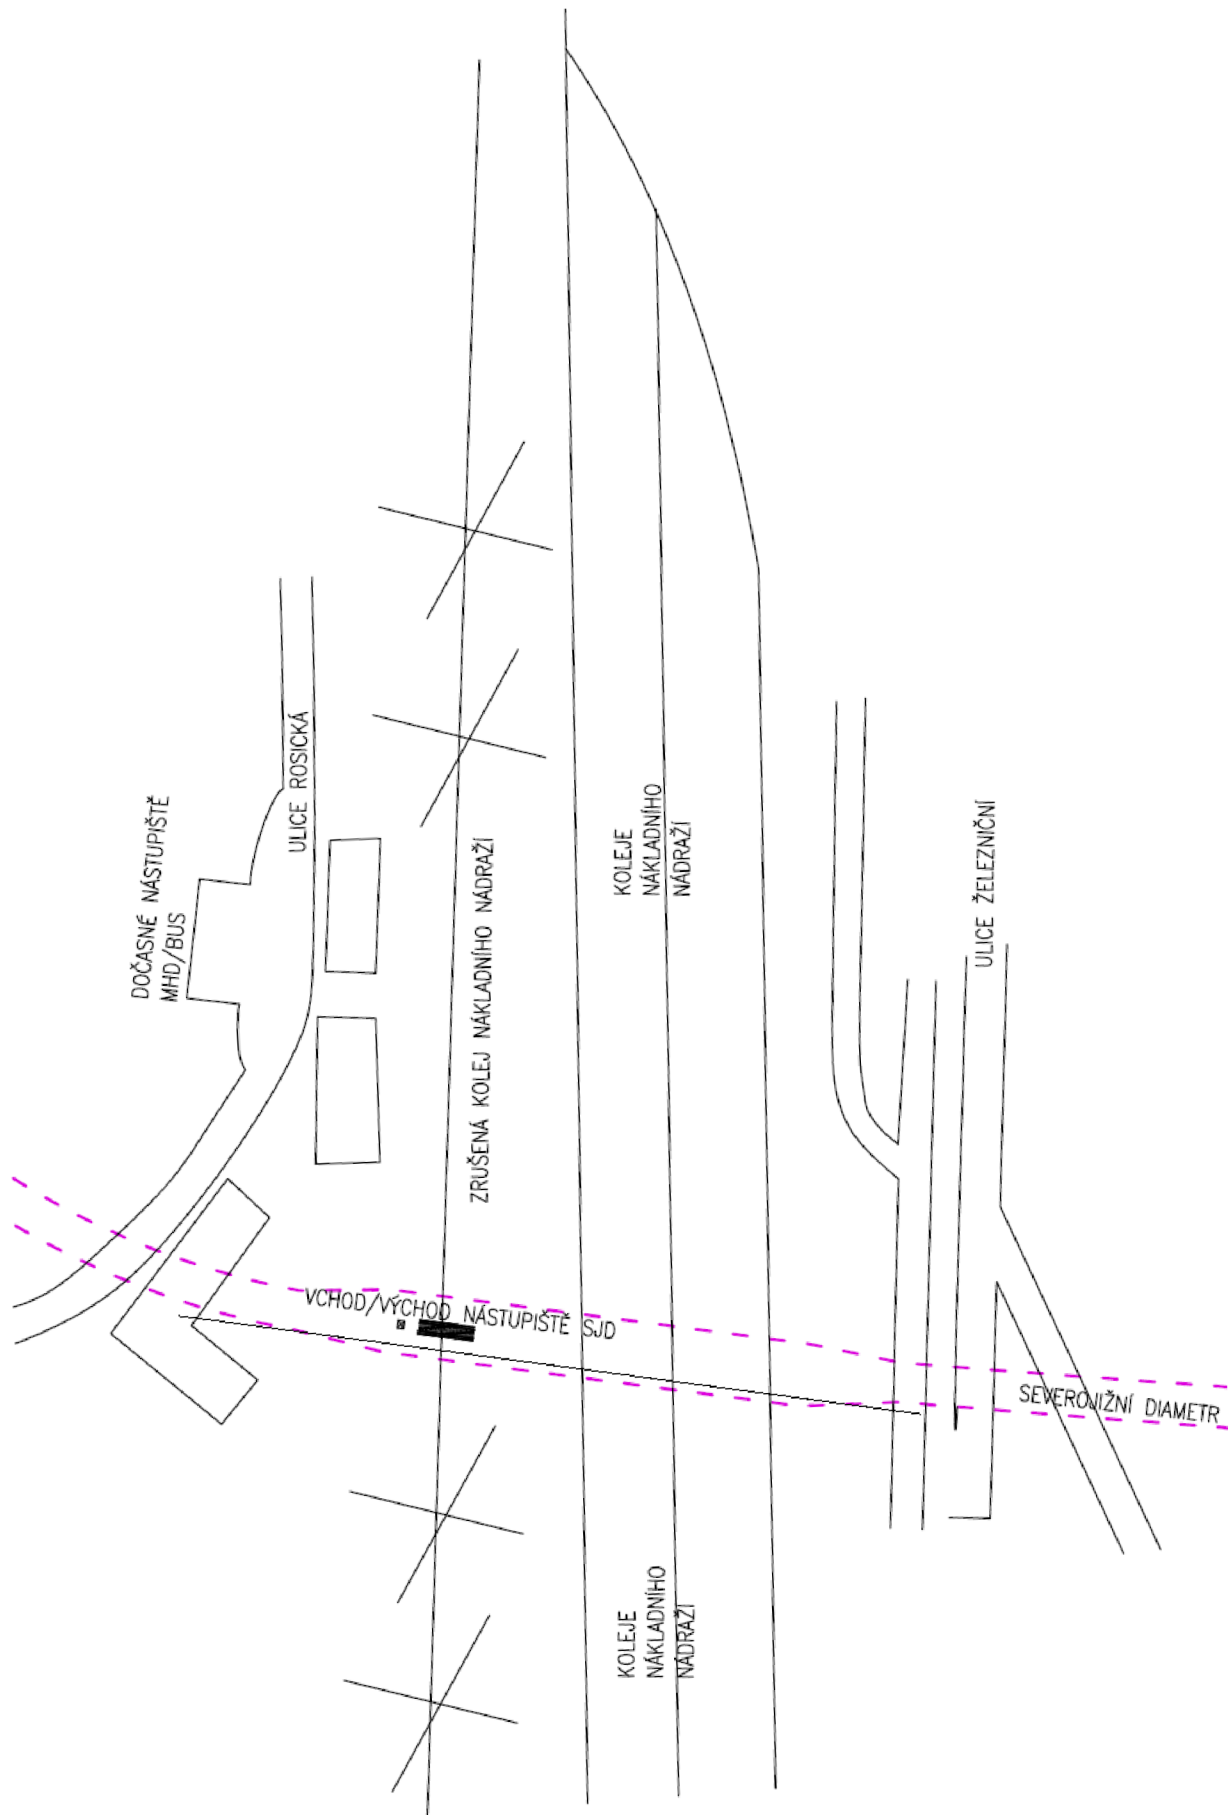 DOČASNÉ NÁSTUPIŠTĚ
MHD/BUS
ULICE ROSICKÁ
ZRUŠENÁ KOLEJ NÁKLADNÍHO NÁDRAŽÍ
KOLEJE
NÁKLADNÍHO
NÁDRAŽÍ
ULICE ŽELEZNIČNÍ
VCHOD/VÝCHOD NÁSTUPIŠTĚ SJD
SEVEROJIŽNÍ DIAMETR
KOLEJE
NÁKLADNÍHO
NÁDRAŽÍ